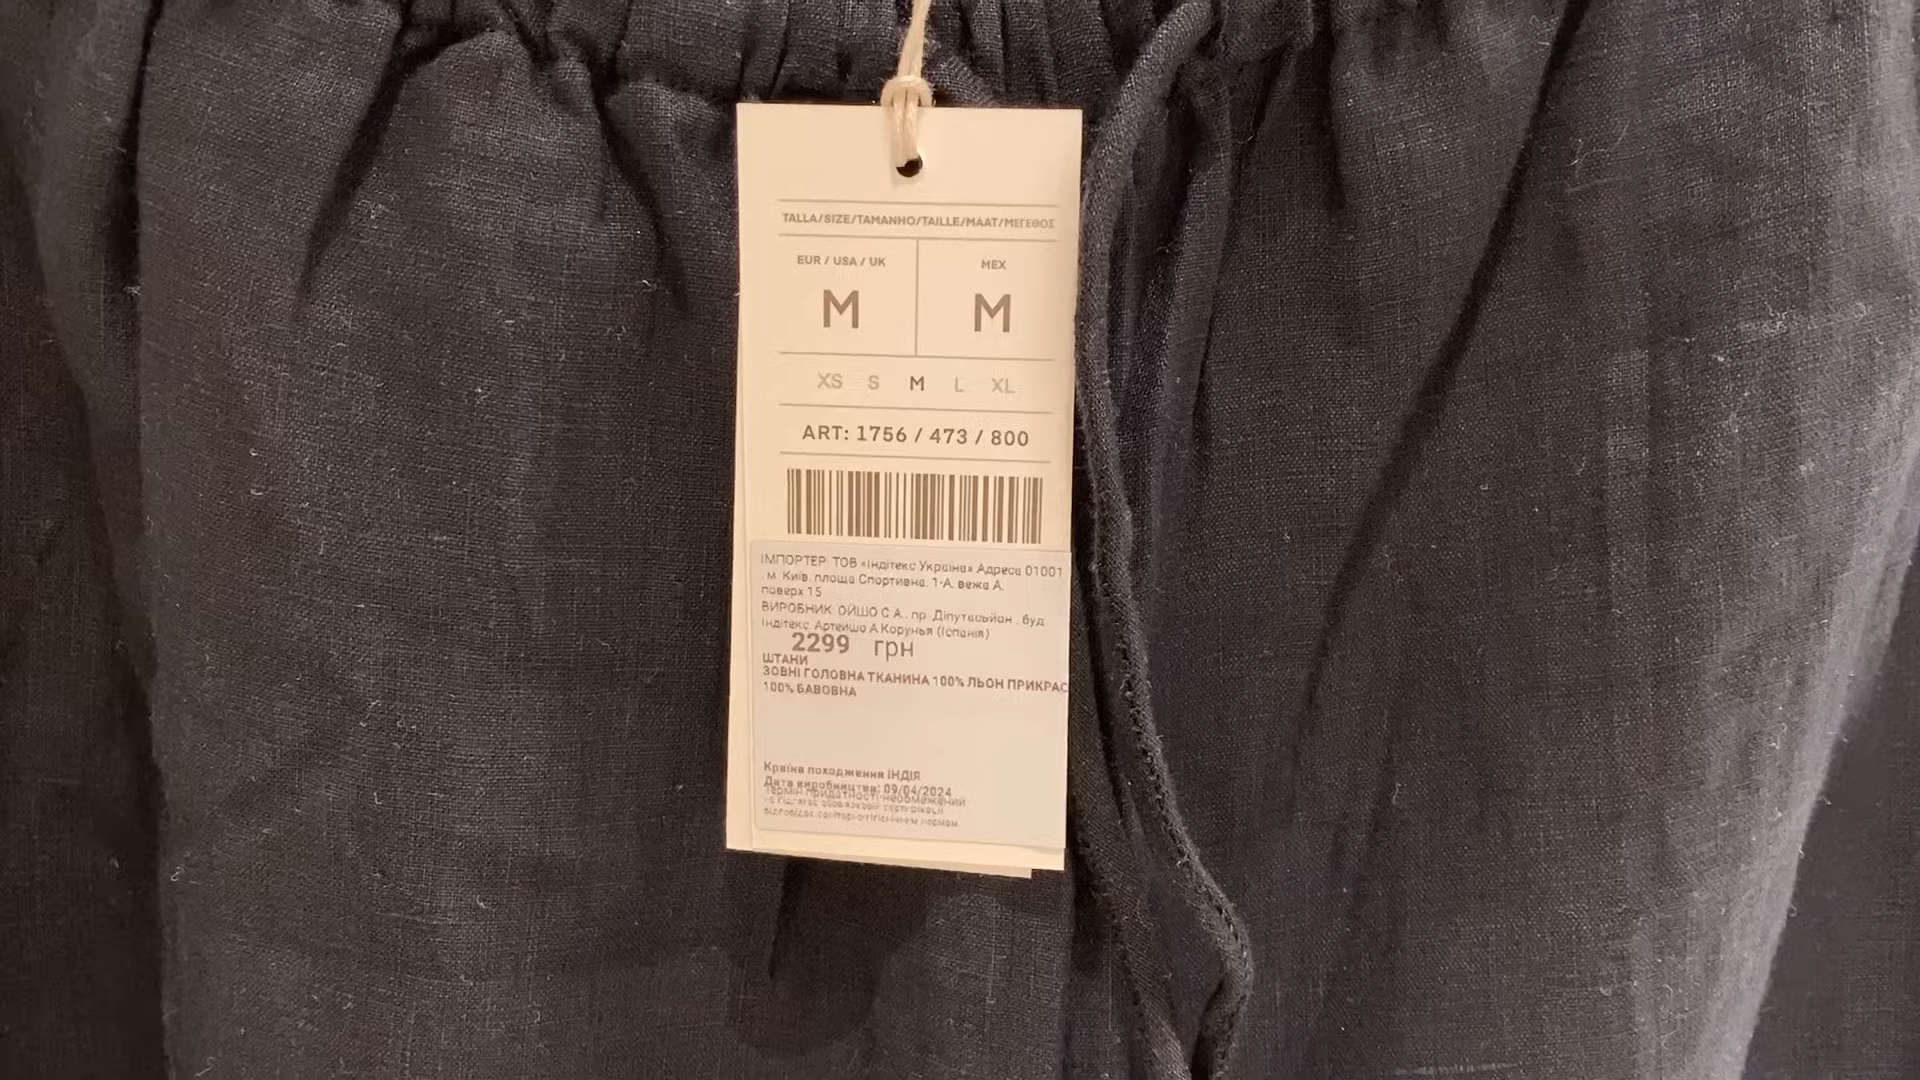 TALLA/SIZE/TAMANHO/TAILLE/MAAT/ΜΕΓΕΘΟΣ
EUR / USA / UK
MEX
M
M
XS S M L XL
ART: 1756 / 473 / 800
ІМПОРТЕР: ТОВ «Індітекс Україна» Адреса 01001
, м. Київ, площа Спортивна, 1-А, вежа А,
поверх 15
ВИРОБНИК: ОЙШО С.А., пр. Діпутасьйон , буд.
Індітекс, Артейшо А Корунья (Іспанія)
2299 грн
ШТАНИ
ЗОВНІ ГОЛОВНА ТКАНИНА 100% ЛЬОН ПРИКРАС
100% БАВОВНА
Країна походження ІНДІЯ
Дата виробництва: 09/04/2024
Термін придатності-необмежений